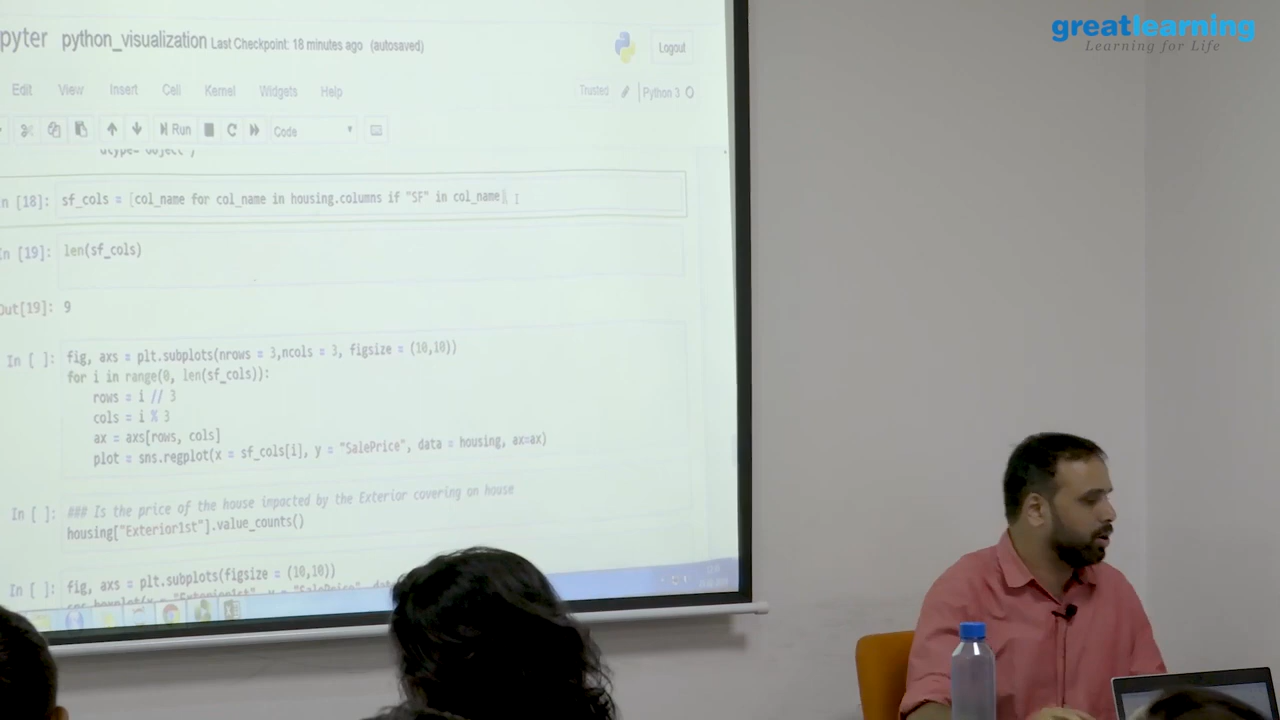 greatlearning
Learning for Life
pyter python_visualization Last Checkpoint: 18 minutes ago (autosaved)
Logout
Edit View Insert Cell Kernel Widgets Help
Trusted Python 3
Run Code
n [18]: sf_cols = [col_name for col_name in housing.columns if "SF" in col_name]
In [19]: len(sf_cols)
Out[19]: 9
In [ ]: fig, axs = plt.subplots(nrows = 3,ncols = 3, figsize = (10,10))
for i in range(0, len(sf_cols)):
rows = i // 3
cols = i % 3
ax = axs[rows, cols]
plot = sns.regplot(x = sf_cols[i], y = "SalePrice", data = housing, ax=ax)
In [ ]: ### Is the price of the house inpacted by the Exterior covering on house
housing["Exterior1st"].value_counts()
In [ ]: fig, axs = plt.subplots(figsize = (10,10))